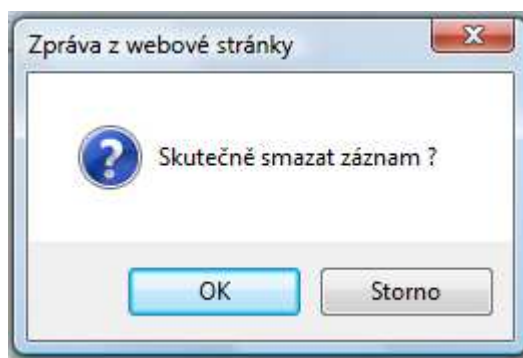 Zpráva z webové stránky
Skutečně smazat záznam ?
OK
Storno